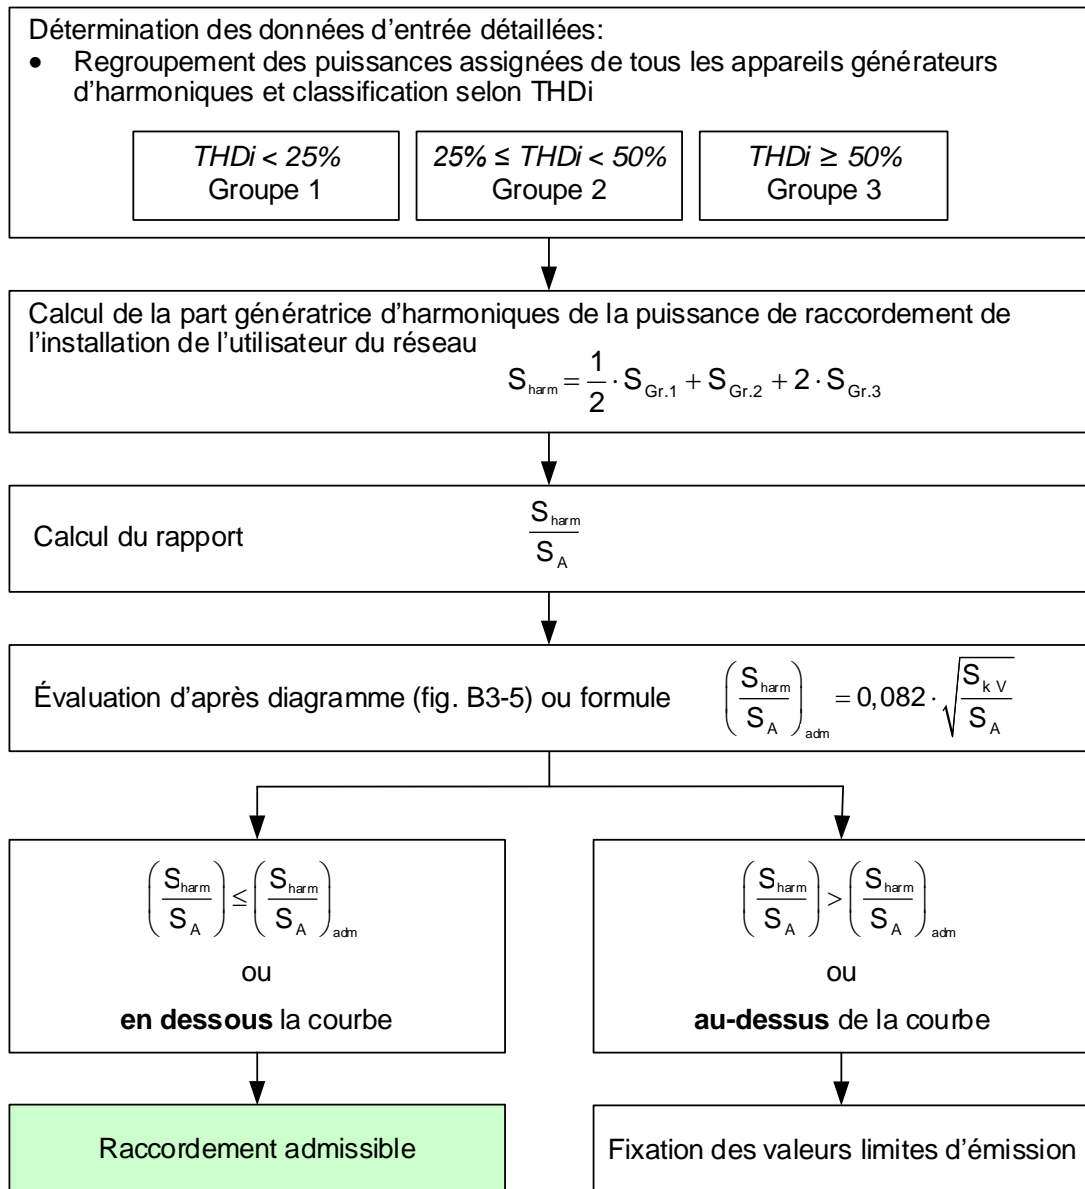 Détermination des données d'entrée détaillées:
• Regroupement des puissances assignées de tous les appareils générateurs
d'harmoniques et classification selon THDi
THDi < 25%
Groupe 1
25% ≤ THDi < 50%
Groupe 2
THDi ≥ 50%
Groupe 3
Calcul de la part génératrice d'harmoniques de la puissance de raccordement de
l'installation de l'utilisateur du réseau
S_harm = 1/2 · S_Gr.1 + S_Gr.2 + 2 · S_Gr.3
Calcul du rapport S_harm / S_A
Évaluation d'après diagramme (fig. B3-5) ou formule (S_harm / S_A)_adm = 0,082 · √(S_k V / S_A)
(S_harm / S_A) ≤ (S_harm / S_A)_adm
ou
en dessous la courbe
(S_harm / S_A) > (S_harm / S_A)_adm
ou
au-dessus de la courbe
Raccordement admissible
Fixation des valeurs limites d'émission